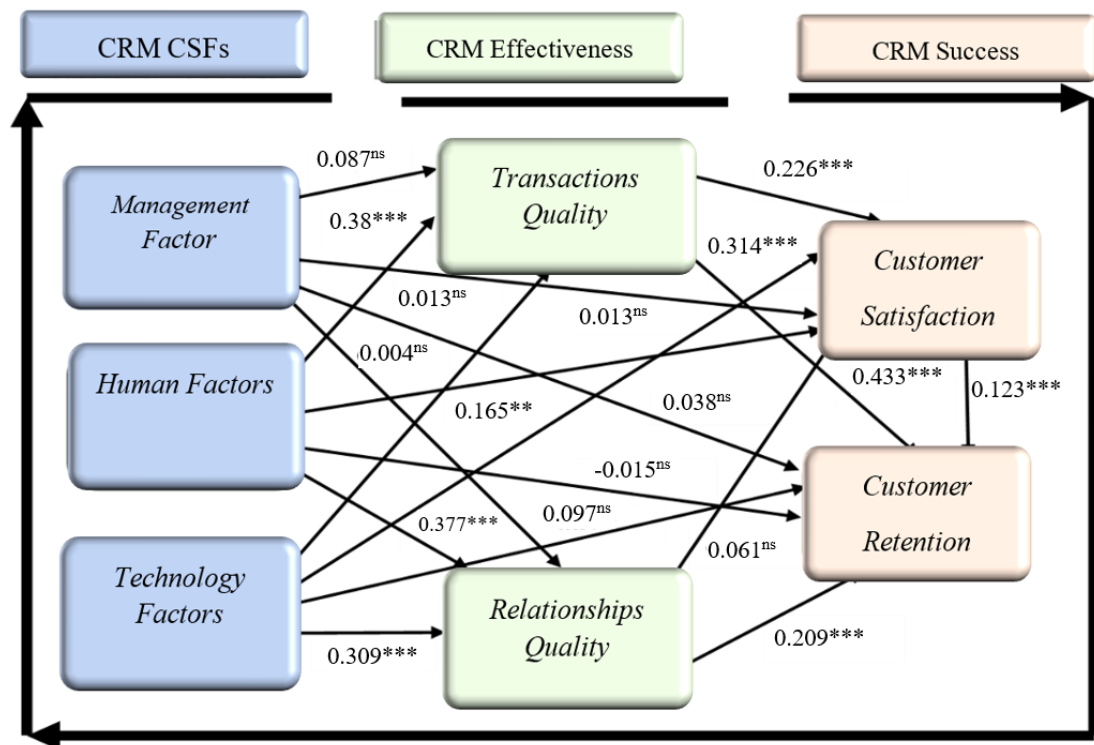 CRM CSFs
CRM Effectiveness
CRM Success
Management
Factor
Human Factors
Technology
Factors
Transactions
Quality
Relationships
Quality
Customer
Satisfaction
Customer
Retention
0.087ns
0.38***
0.226***
0.314***
0.013ns
0.013ns
0.004ns
0.433***
0.123***
0.165**
0.038ns
-0.015ns
0.377***
0.097ns
0.061ns
0.309***
0.209***